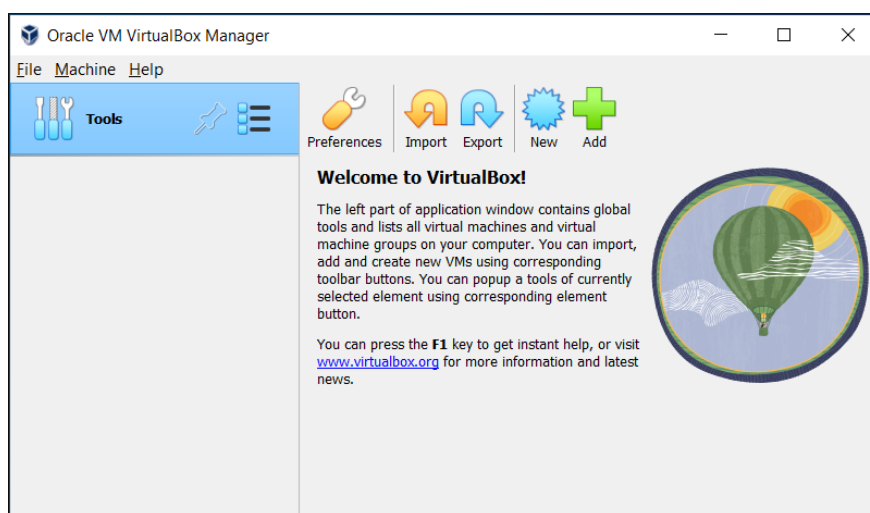 Oracle VM VirtualBox Manager
File Machine Help
Tools
Preferences Import Export New Add
Welcome to VirtualBox!
The left part of application window contains global
tools and lists all virtual machines and virtual
machine groups on your computer. You can import,
add and create new VMs using corresponding
toolbar buttons. You can popup a tools of currently
selected element using corresponding element
button.
You can press the F1 key to get instant help, or visit
www.virtualbox.org for more information and latest
news.